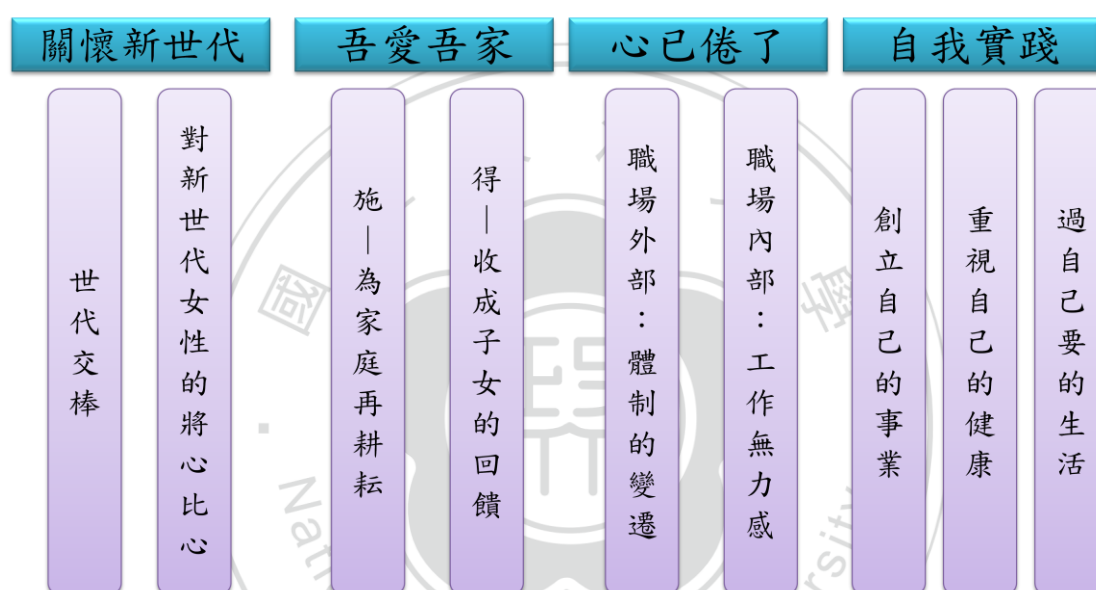 關懷新世代
世代交棒
對新世代女性的將心比心
吾愛吾家
施—為家庭再耕耘
得—收成子女的回饋
心已倦了
職場外部：體制的變遷
職場內部：工作無力感
自我實踐
創立自己的事業
重視自己的健康
過自己要的生活